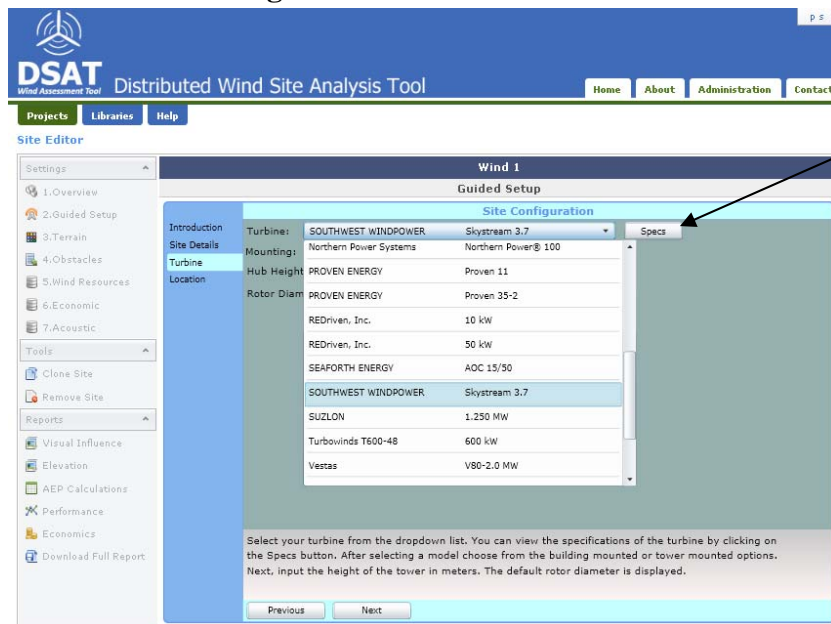 p s
DSAT
Wind Assessment Tool
Distributed Wind Site Analysis Tool
Home About Administration Contact
Projects Libraries Help
Site Editor
Settings
1.Overview
2.Guided Setup
3.Terrain
4.Obstacles
5.Wind Resources
6.Economic
7.Acoustic
Tools
Clone Site
Remove Site
Reports
Visual Influence
Elevation
AEP Calculations
Performance
Economics
Download Full Report
Wind 1
Guided Setup
Introduction
Site Details
Turbine
Location
Site Configuration
Turbine: SOUTHWEST WINDPOWER Skystream 3.7 Specs
Mounting:
Hub Height
Rotor Diam
Northern Power Systems Northern Power® 100
PROVEN ENERGY Proven 11
PROVEN ENERGY Proven 35-2
REDriven, Inc. 10 kW
REDriven, Inc. 50 kW
SEAFORTH ENERGY AOC 15/50
SOUTHWEST WINDPOWER Skystream 3.7
SUZLON 1.250 MW
Turbowinds T600-48 600 kW
Vestas V80-2.0 MW
Select your turbine from the dropdown list. You can view the specifications of the turbine by clicking on
the Specs button. After selecting a model choose from the building mounted or tower mounted options.
Next, input the height of the tower in meters. The default rotor diameter is displayed.
Previous Next